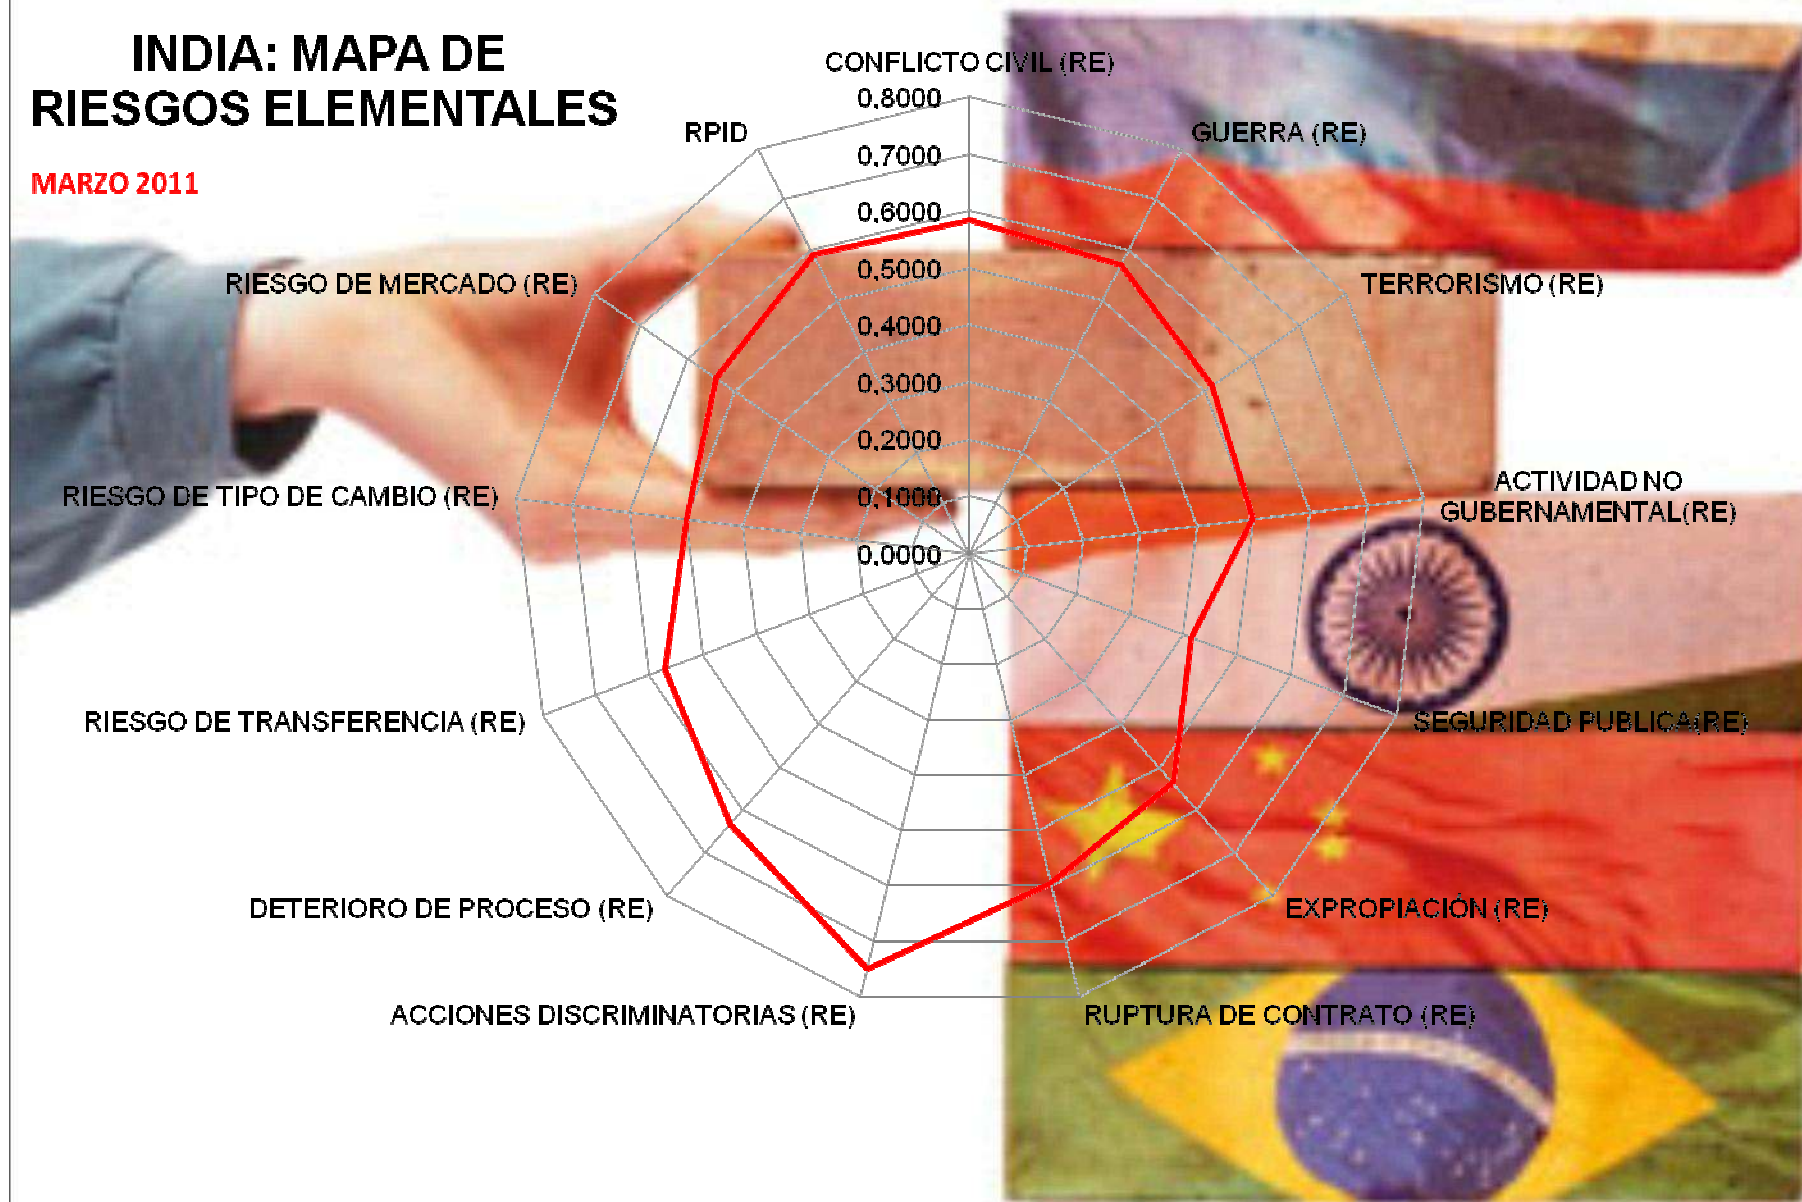 INDIA: MAPA DE
RIESGOS ELEMENTALES
MARZO 2011
CONFLICTO CIVIL (RE)
GUERRA (RE)
TERRORISMO (RE)
ACTIVIDAD NO
GUBERNAMENTAL(RE)
SEGURIDAD PUBLICA(RE)
EXPROPIACIÓN (RE)
RUPTURA DE CONTRATO (RE)
ACCIONES DISCRIMINATORIAS (RE)
DETERIORO DE PROCESO (RE)
RIESGO DE TRANSFERENCIA (RE)
RIESGO DE TIPO DE CAMBIO (RE)
RIESGO DE MERCADO (RE)
RPID
0.8000
0.7000
0.6000
0.5000
0.4000
0.3000
0.2000
0.1000
0.0000